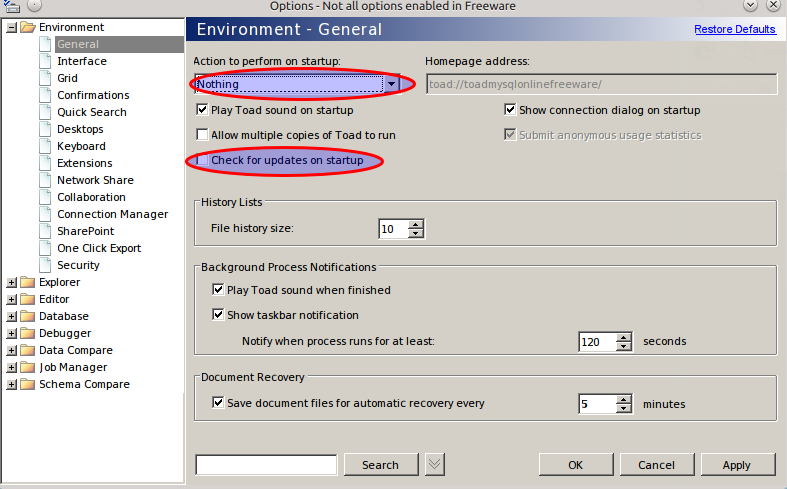 Options - Not all options enabled in Freeware
Environment
General
Interface
Grid
Confirmations
Quick Search
Desktops
Keyboard
Extensions
Network Share
Collaboration
Connection Manager
SharePoint
One Click Export
Security
Explorer
Editor
Database
Debugger
Data Compare
Job Manager
Schema Compare
Environment - General
Restore Defaults
Action to perform on startup:
Homepage address:
Nothing
toad://toadmysqlonlinefreeware/
Play Toad sound on startup
Show connection dialog on startup
Allow multiple copies of Toad to run
Submit anonymous usage statistics
Check for updates on startup
History Lists
File history size:
10
Background Process Notifications
Play Toad sound when finished
Show taskbar notification
Notify when process runs for at least:
120
seconds
Document Recovery
Save document files for automatic recovery every
5
minutes
Search
OK
Cancel
Apply